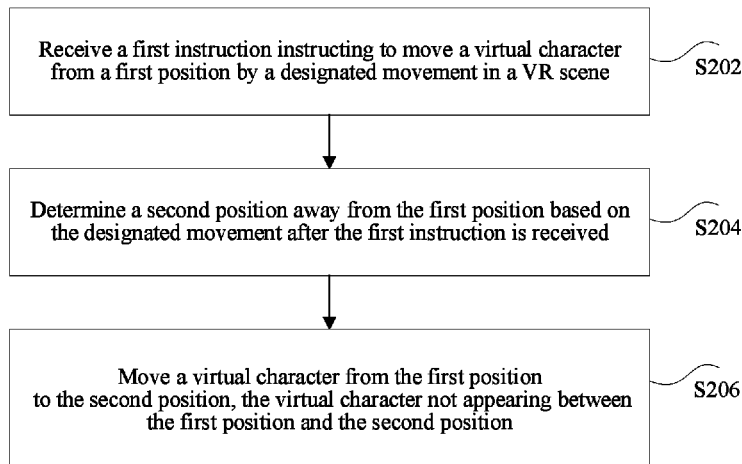 Receive a first instruction instructing to move a virtual character
from a first position by a designated movement in a VR scene
S202
Determine a second position away from the first position based on
the designated movement after the first instruction is received
S204
Move a virtual character from the first position
to the second position, the virtual character not appearing between
the first position and the second position
S206